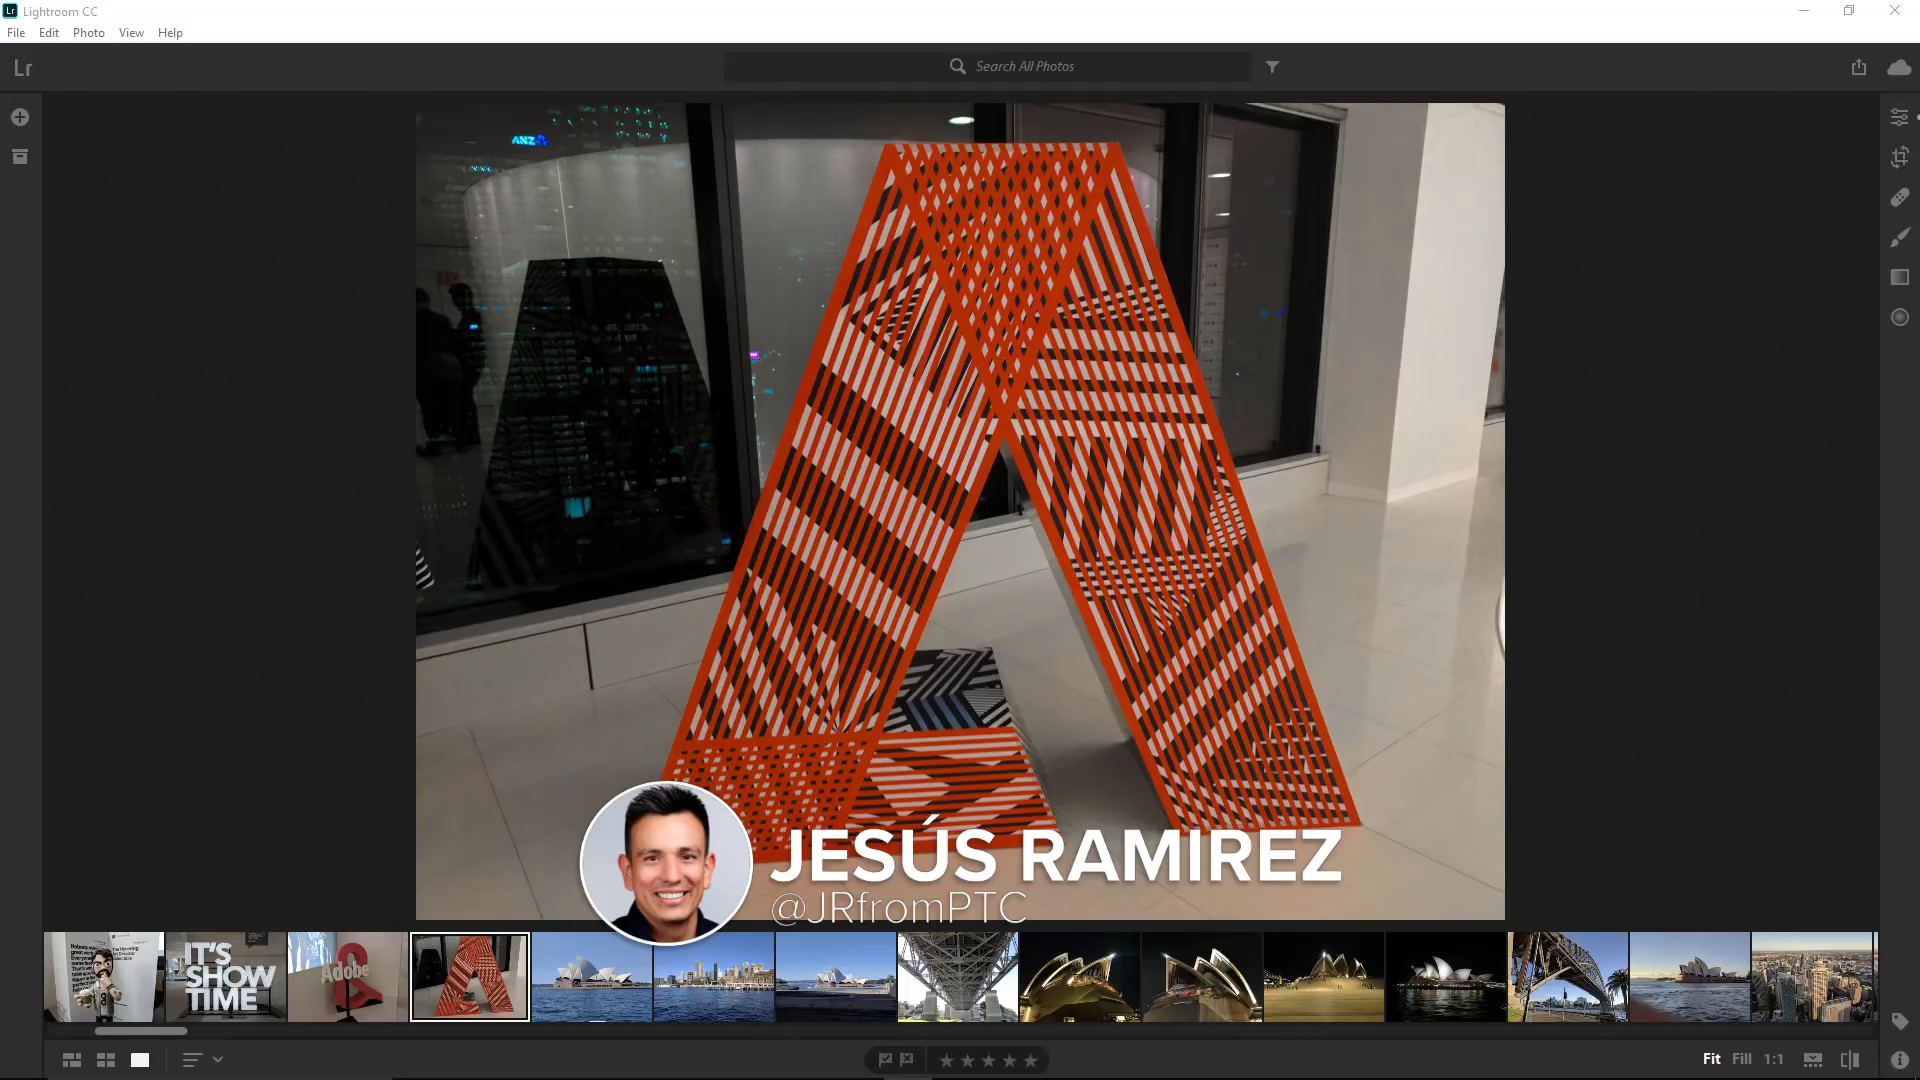 Lr Lightroom CC
File Edit Photo View Help
Lr
Search All Photos
ANZ
JESÚS RAMIREZ
@JRfromPTC
IT'S
SHOW
TIME
Adobe
Fit Fill 1:1